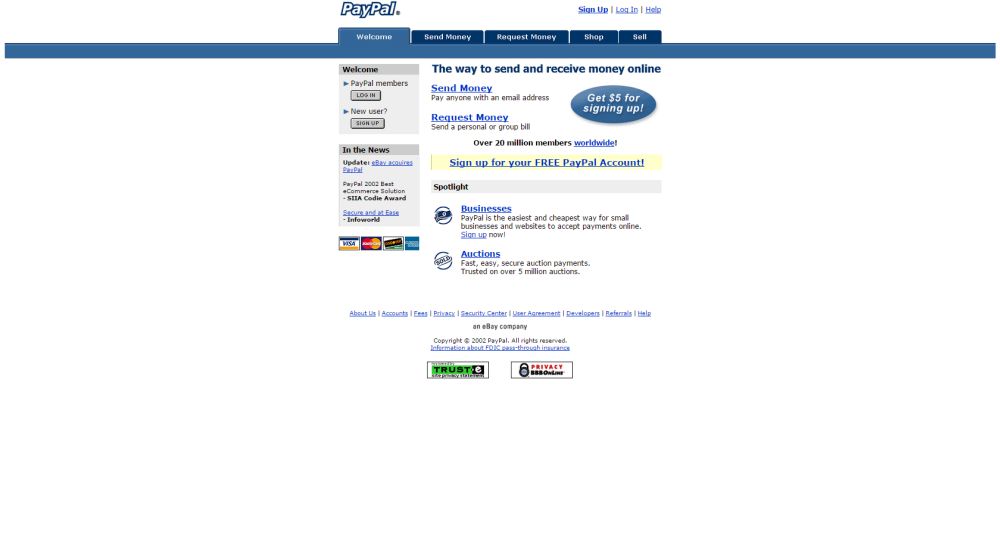 PayPal®
Sign Up | Log In | Help
Welcome
Send Money
Request Money
Shop
Sell
Welcome
PayPal members
LOG IN
New user?
SIGN UP
In the News
Update: eBay acquires
PayPal
PayPal 2002 Best
eCommerce Solution
- SIIA Codie Award
Secure and at Ease
- Infoworld
VISA
MasterCard
The way to send and receive money online
Send Money
Pay anyone with an email address
Request Money
Send a personal or group bill
Get $5 for
signing up!
Over 20 million members worldwide!
Sign up for your FREE PayPal Account!
Spotlight
Businesses
PayPal is the easiest and cheapest way for small
businesses and websites to accept payments online.
Sign up now!
SOLD
Auctions
Fast, easy, secure auction payments.
Trusted on over 5 million auctions.
About Us | Accounts | Fees | Privacy | Security Center | User Agreement | Developers | Referrals | Help
an eBay company
Copyright © 2002 PayPal. All rights reserved.
Information about FDIC pass-through insurance
TRUSTe
site privacy statement
PRIVACY
BBBOnLine